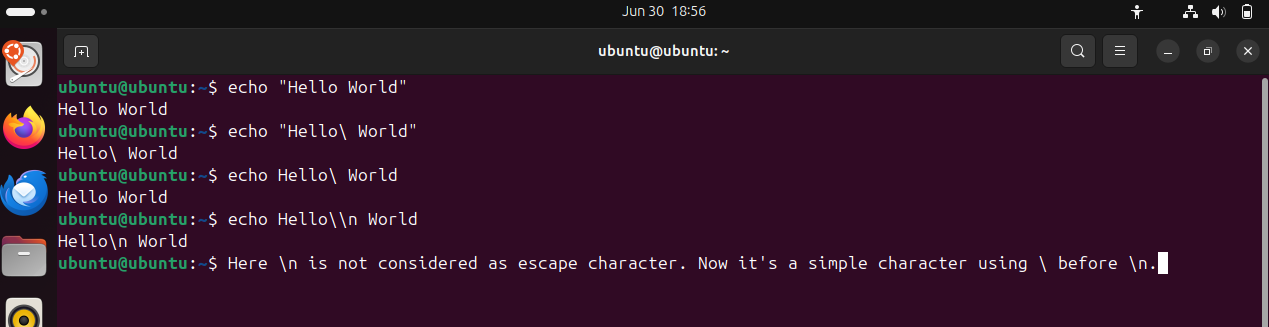 Jun 30 18:56
ubuntu@ubuntu: ~
ubuntu@ubuntu:~$ echo "Hello World"
Hello World
ubuntu@ubuntu:~$ echo "Hello\ World"
Hello\ World
ubuntu@ubuntu:~$ echo Hello\ World
Hello World
ubuntu@ubuntu:~$ echo Hello\\n World
Hello\n World
ubuntu@ubuntu:~$ Here \n is not considered as escape character. Now it's a simple character using \ before \n.